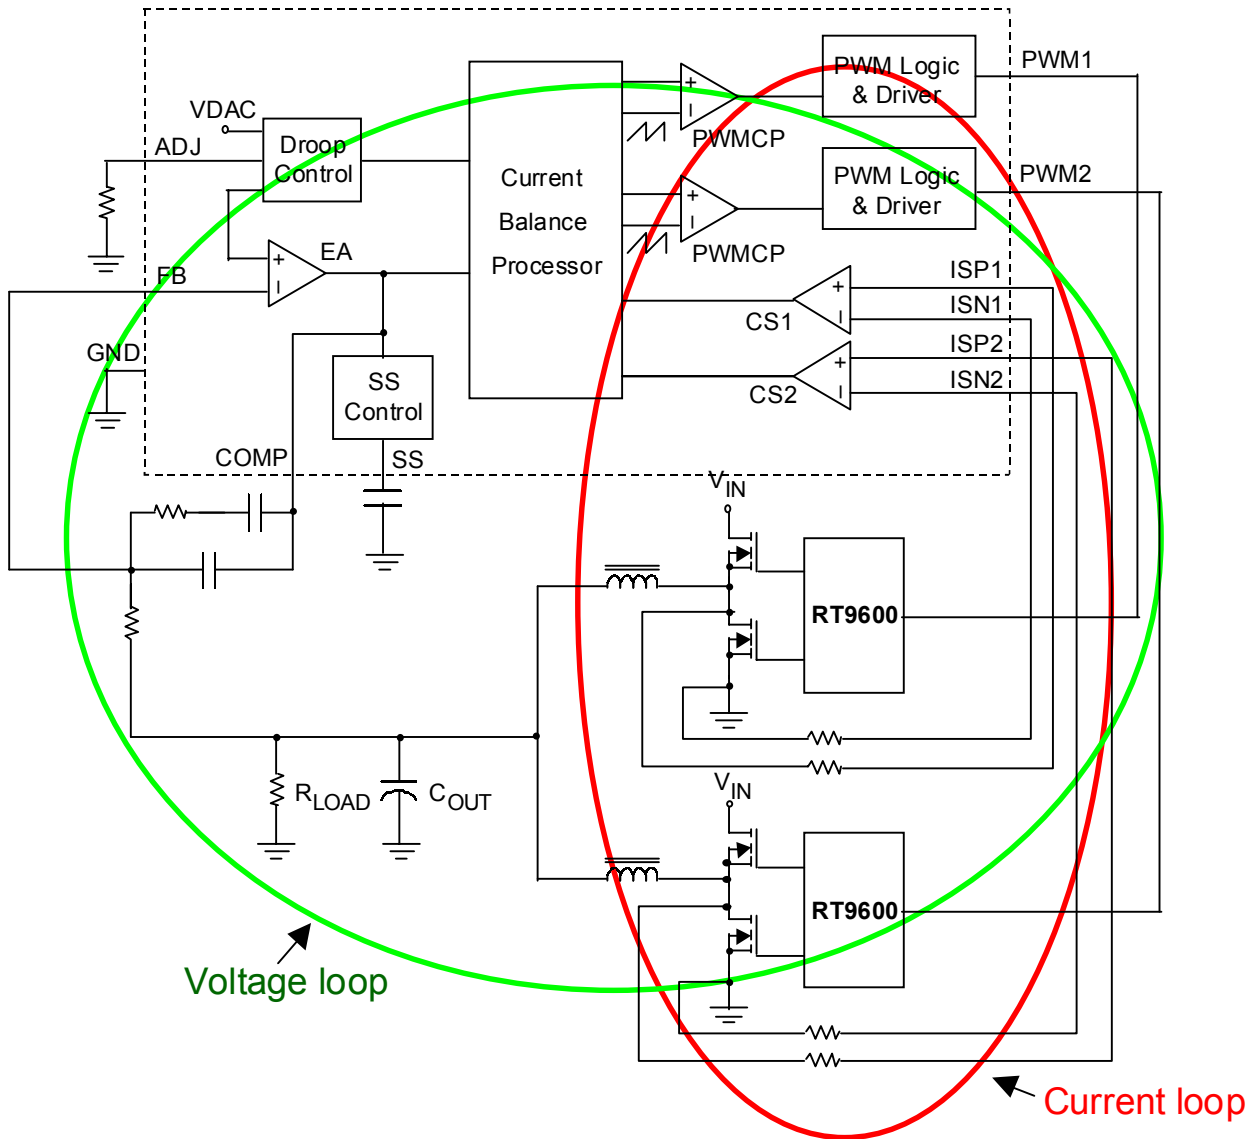 PWM Logic
& Driver
PWM1
VDAC
ADJ
Droop
Control
PWMCP
Current
Balance
Processor
PWM Logic
& Driver
PWM2
PWMCP
EA
FB
ISP1
ISN1
CS1
GND
ISP2
ISN2
CS2
SS
Control
COMP
SS
VIN
RT9600
RLOAD
COUT
VIN
RT9600
Voltage loop
Current loop